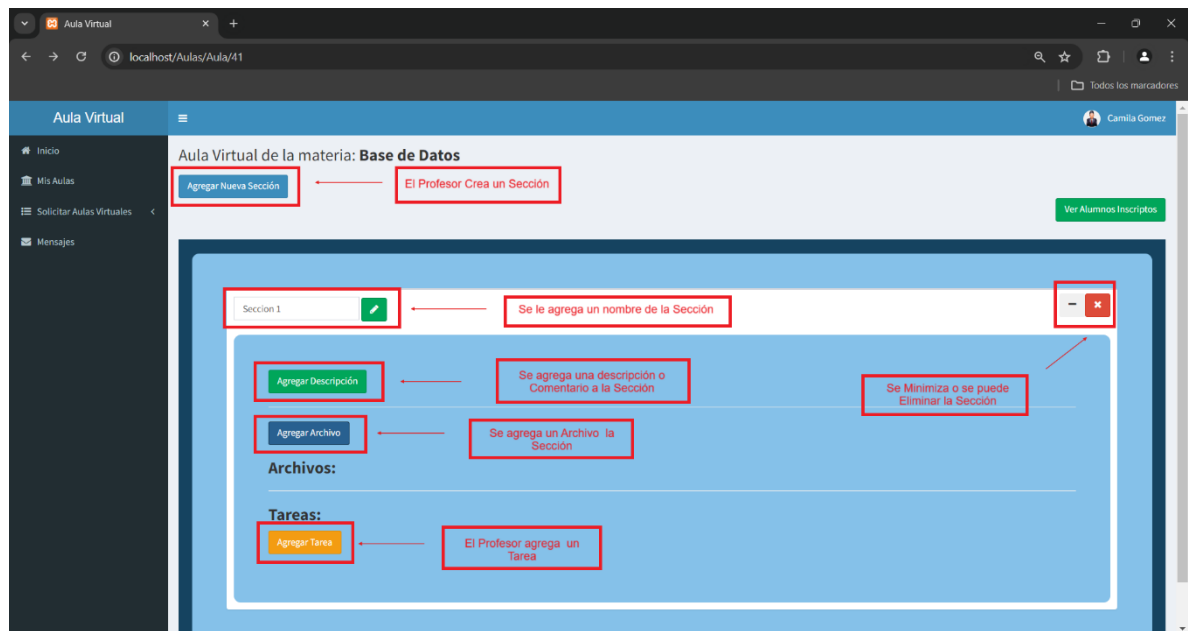 Aula Virtual
localhost/Aulas/Aula/41
Todos los marcadores
Aula Virtual
Camila Gomez
Inicio
Mis Aulas
Solicitar Aulas Virtuales
Mensajes
Aula Virtual de la materia: Base de Datos
Agregar Nueva Sección
El Profesor Crea un Sección
Ver Alumnos Inscriptos
Seccion 1
Se le agrega un nombre de la Sección
Agregar Descripción
Se agrega una descripción o
Comentario a la Sección
Se Minimiza o se puede
Eliminar la Sección
Agregar Archivo
Se agrega un Archivo la
Sección
Archivos:
Tareas:
Agregar Tarea
El Profesor agrega un
Tarea